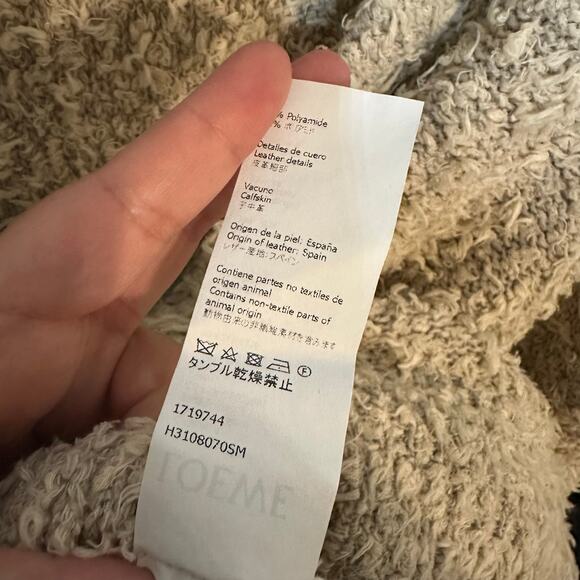 % Polyamide
% ポリアミド
Detalles de cuero
Leather details
皮革細部
Vacuno
Calfskin
子牛革
Origen de la piel: España
Origin of leather: Spain
レザー産地:スペイン
Contiene partes no textiles de
origen animal
Contains non-textile parts of
animal origin
動物由来の非繊維素材を含みます
F
タンブル乾燥禁止
1719744
H3108070SM
LOEWE